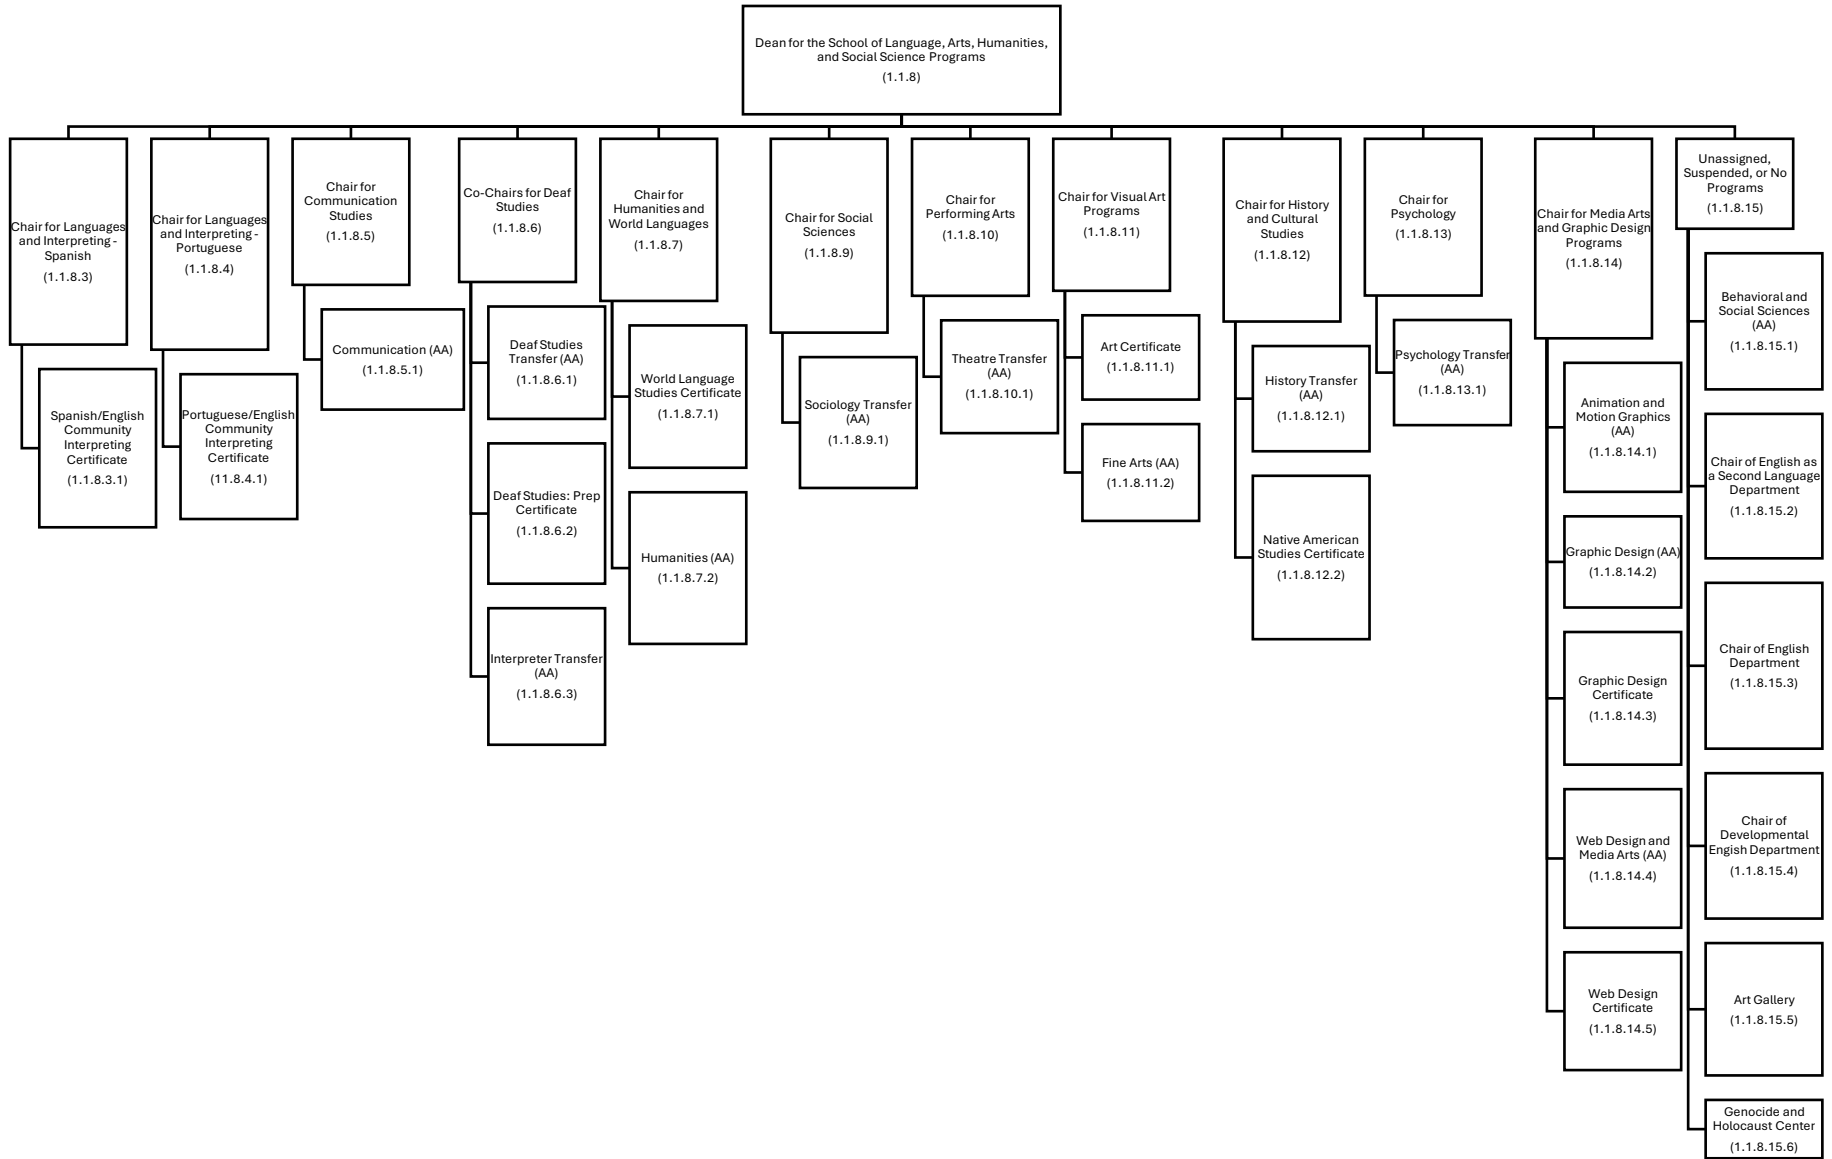 Dean for the School of Language, Arts, Humanities,
and Social Science Programs
(1.1.8)
Chair for Languages
and Interpreting -
Spanish
(1.1.8.3)
Spanish/English
Community
Interpreting
Certificate
(1.1.8.3.1)
Chair for Languages
and Interpreting -
Portuguese
(1.1.8.4)
Portuguese/English
Community
Interpreting
Certificate
(11.8.4.1)
Chair for
Communication
Studies
(1.1.8.5)
Communication (AA)
(1.1.8.5.1)
Co-Chairs for Deaf
Studies
(1.1.8.6)
Deaf Studies
Transfer (AA)
(1.1.8.6.1)
Deaf Studies: Prep
Certificate
(1.1.8.6.2)
Interpreter Transfer
(AA)
(1.1.8.6.3)
Chair for
Humanities and
World Languages
(1.1.8.7)
World Language
Studies Certificate
(1.1.8.7.1)
Humanities (AA)
(1.1.8.7.2)
Chair for Social
Sciences
(1.1.8.9)
Sociology Transfer
(AA)
(1.1.8.9.1)
Chair for
Performing Arts
(1.1.8.10)
Theatre Transfer
(AA)
(1.1.8.10.1)
Chair for Visual Art
Programs
(1.1.8.11)
Art Certificate
(1.1.8.11.1)
Fine Arts (AA)
(1.1.8.11.2)
Chair for History
and Cultural
Studies
(1.1.8.12)
History Transfer
(AA)
(1.1.8.12.1)
Native American
Studies Certificate
(1.1.8.12.2)
Chair for
Psychology
(1.1.8.13)
Psychology Transfer
(AA)
(1.1.8.13.1)
Chair for Media Arts
and Graphic Design
Programs
(1.1.8.14)
Animation and
Motion Graphics
(AA)
(1.1.8.14.1)
Graphic Design (AA)
(1.1.8.14.2)
Graphic Design
Certificate
(1.1.8.14.3)
Web Design and
Media Arts (AA)
(1.1.8.14.4)
Web Design
Certificate
(1.1.8.14.5)
Unassigned,
Suspended, or No
Programs
(1.1.8.15)
Behavioral and
Social Sciences
(AA)
(1.1.8.15.1)
Chair of English as
a Second Language
Department
(1.1.8.15.2)
Chair of English
Department
(1.1.8.15.3)
Chair of
Developmental
Engish Department
(1.1.8.15.4)
Art Gallery
(1.1.8.15.5)
Genocide and
Holocaust Center
(1.1.8.15.6)